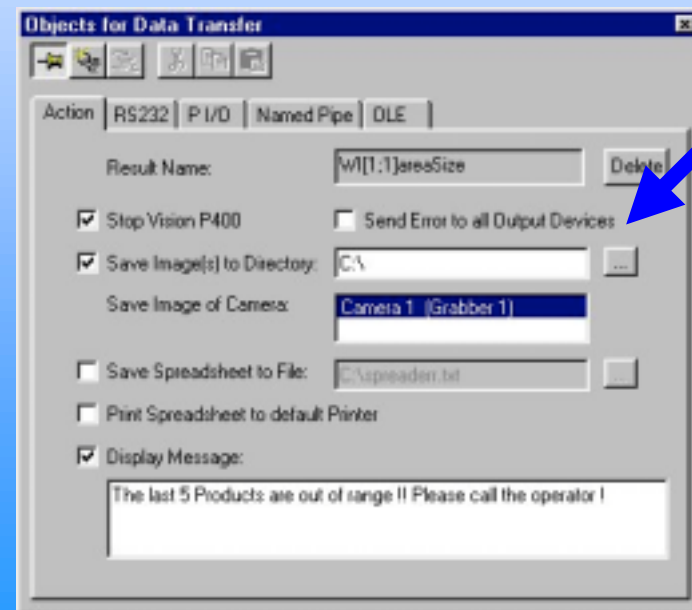 Objects for Data Transfer
Action RS232 P I/O Named Pipe OLE
Result Name: WI[1;1]areaSize Delete
Stop Vision P400 Send Error to all Output Devices
Save Image(s) to Directory: C:\ ...
Save Image of Camera: Camera 1 (Grabber 1)
Save Spreadsheet to File: C:\spreaderr.txt ...
Print Spreadsheet to default Printer
Display Message:
The last 5 Products are out of range !! Please call the operator !